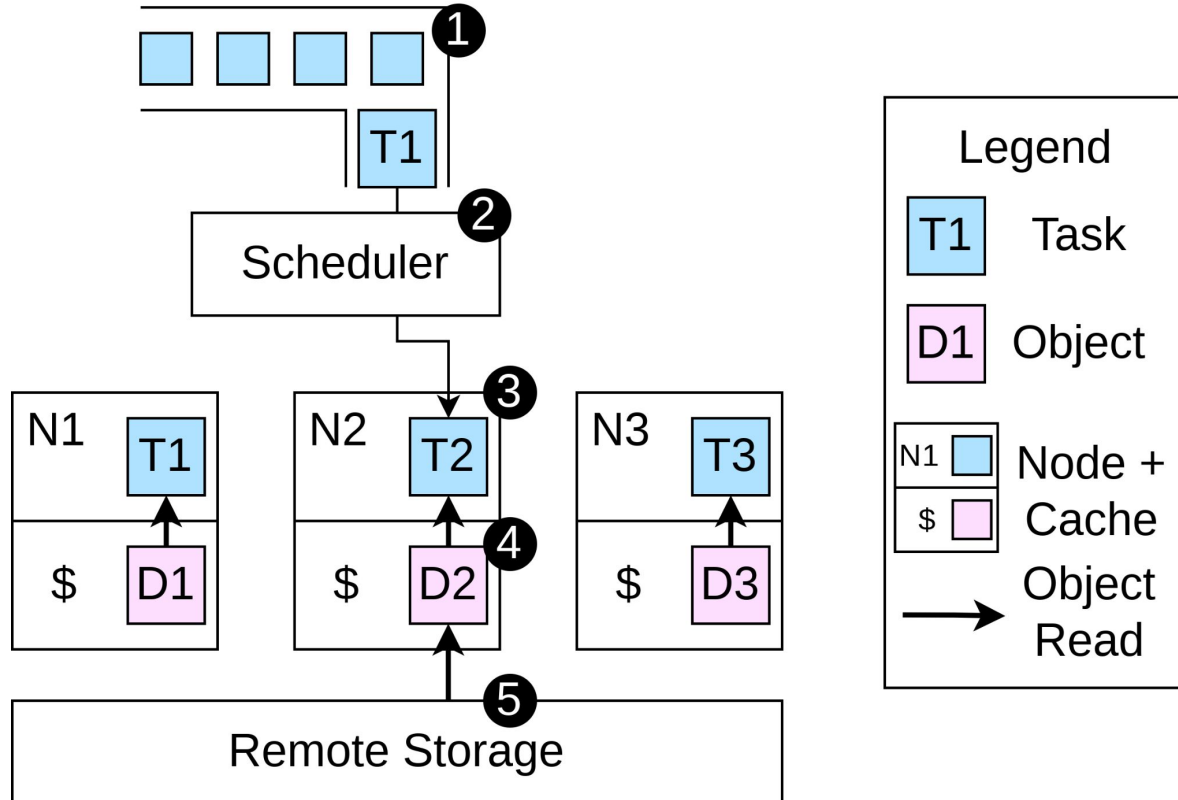 1
T1
2
Scheduler
3
N1
T1
N2
T2
N3
T3
4
$
D1
$
D2
$
D3
5
Remote Storage
Legend
T1
Task
D1
Object
N1
$
Node +
Cache
Object
Read